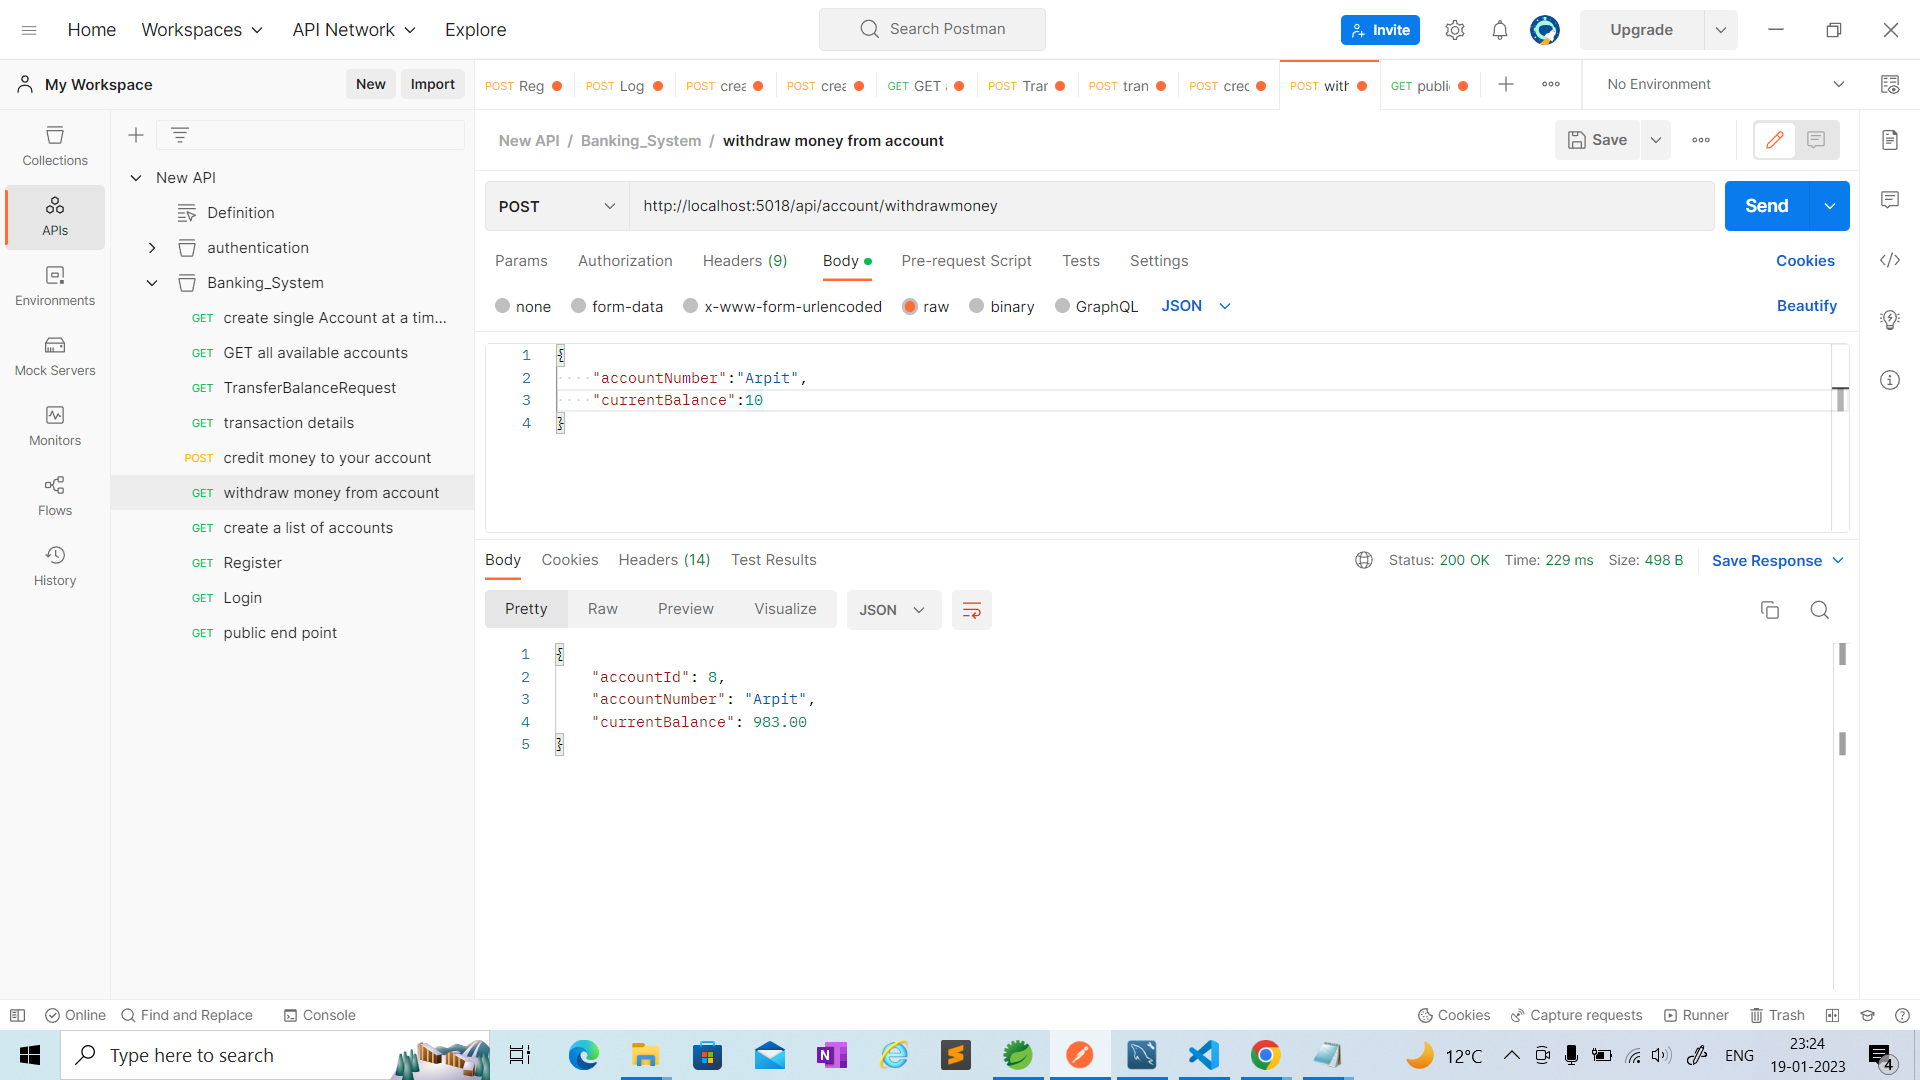 Home Workspaces API Network Explore Search Postman Invite Upgrade
My Workspace New Import POST Reg POST Log POST crea POST crea GET GET POST Tran POST tran POST cred POST with GET public No Environment
New API / Banking_System / withdraw money from account Save
Collections
APIs
Environments
Mock Servers
Monitors
Flows
History
New API
Definition
authentication
Banking_System
GET create single Account at a tim...
GET GET all available accounts
GET TransferBalanceRequest
GET transaction details
POST credit money to your account
GET withdraw money from account
GET create a list of accounts
GET Register
GET Login
GET public end point
POST http://localhost:5018/api/account/withdrawmoney Send
Params Authorization Headers (9) Body Pre-request Script Tests Settings Cookies
none form-data x-www-form-urlencoded raw binary GraphQL JSON Beautify
1 {
2 "accountNumber":"Arpit",
3 "currentBalance":10
4 }
Body Cookies Headers (14) Test Results Status: 200 OK Time: 229 ms Size: 498 B Save Response
Pretty Raw Preview Visualize JSON
1 {
2 "accountId": 8,
3 "accountNumber": "Arpit",
4 "currentBalance": 983.00
5 }
Online Find and Replace Console Cookies Capture requests Runner Trash
Type here to search 12°C ENG 23:24
19-01-2023 4